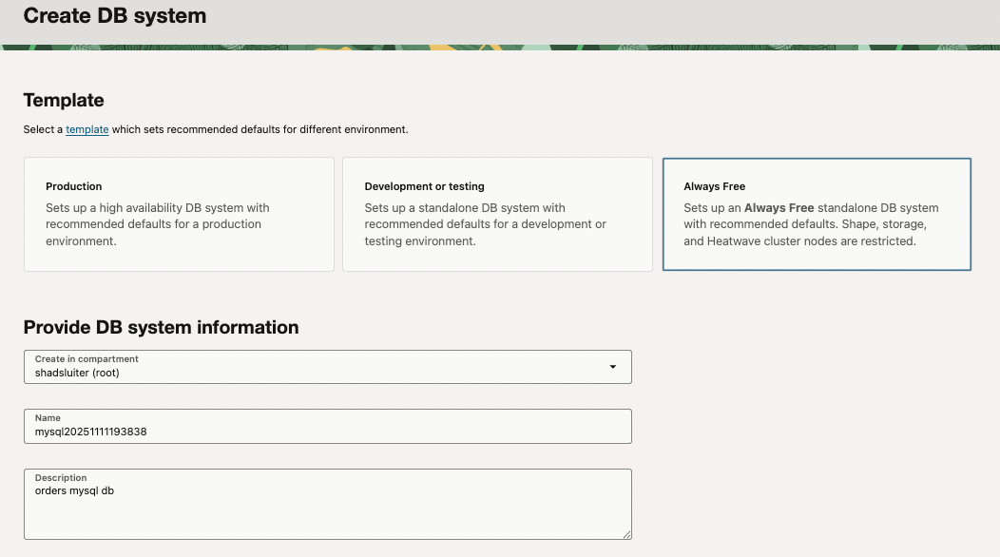 Create DB system
Template
Select a template which sets recommended defaults for different environment.
Production
Sets up a high availability DB system with
recommended defaults for a production
environment.
Development or testing
Sets up a standalone DB system with
recommended defaults for a development or
testing environment.
Always Free
Sets up an Always Free standalone DB system
with recommended defaults. Shape, storage,
and Heatwave cluster nodes are restricted.
Provide DB system information
Create in compartment
shadsluiter (root)
Name
mysql20251111193838
Description
orders mysql db